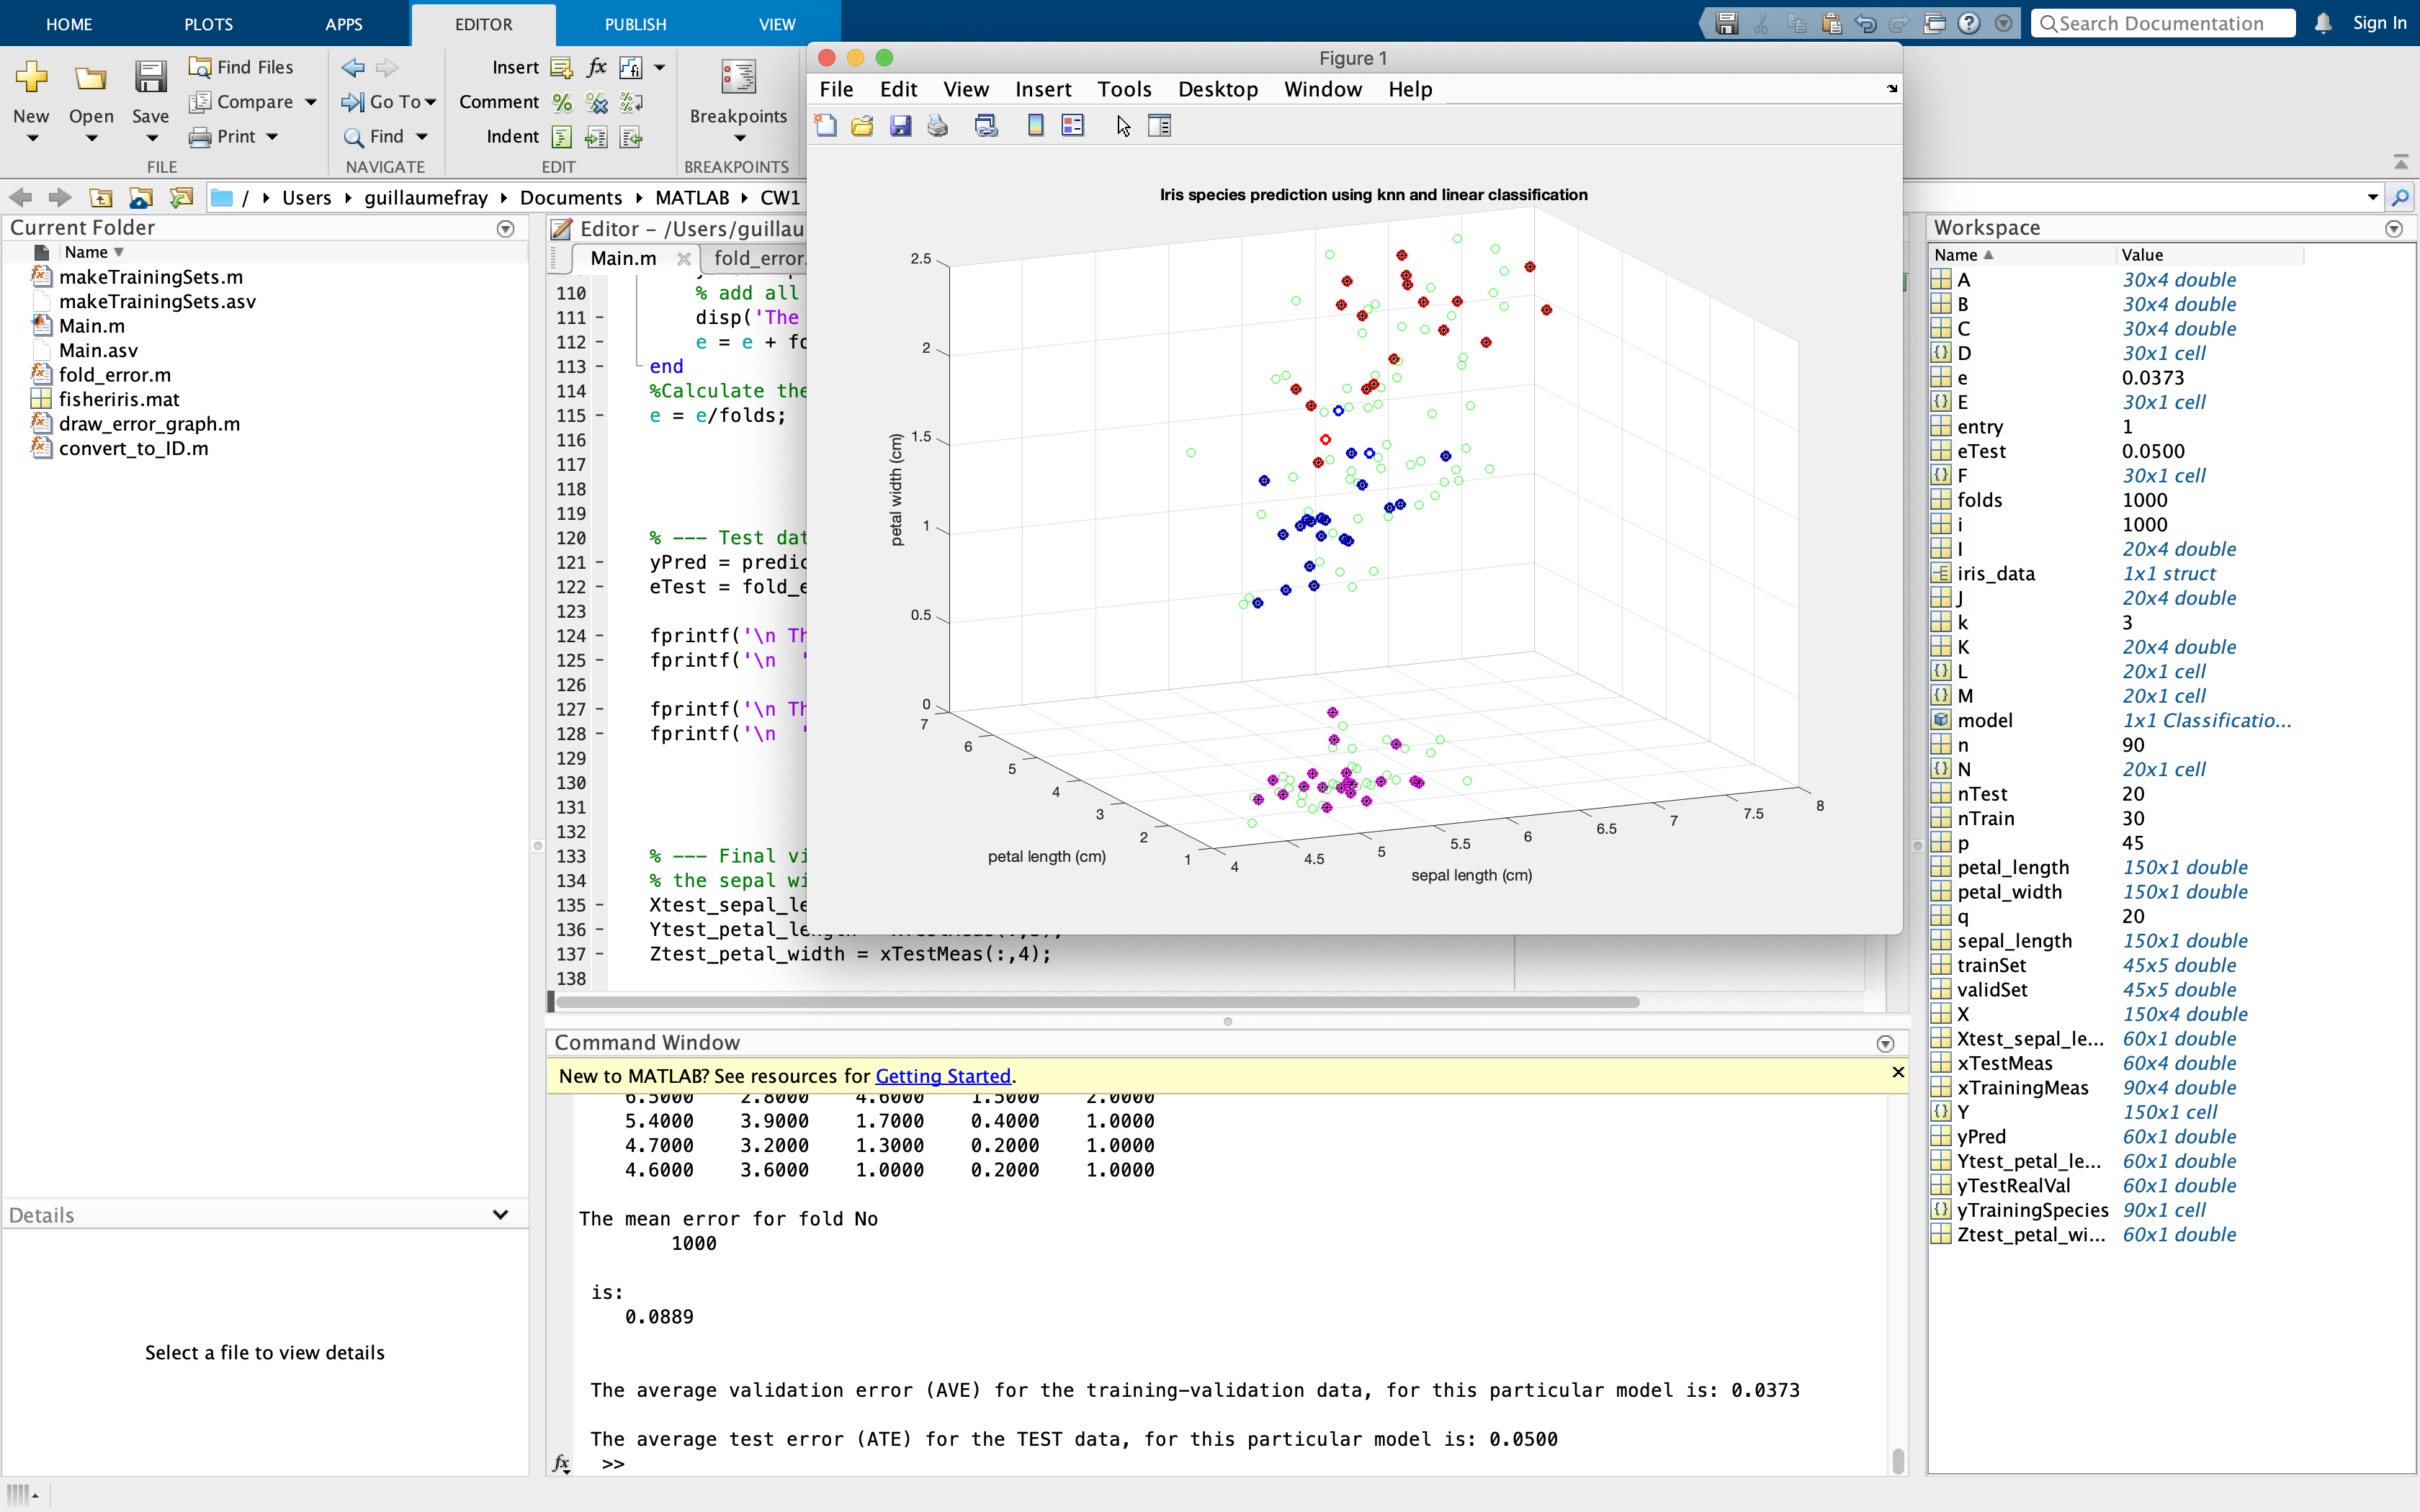 HOME PLOTS APPS EDITOR PUBLISH VIEW
Search Documentation Sign In
New Open Save
Find Files
Compare
Print
FILE
Go To
Find
NAVIGATE
Insert fx
Comment
Indent
EDIT
Breakpoints
BREAKPOINTS
/ Users guillaumefray Documents MATLAB CW1
Current Folder
Name
makeTrainingSets.m
makeTrainingSets.asv
Main.m
Main.asv
fold_error.m
fisheriris.mat
draw_error_graph.m
convert_to_ID.m
Details
Select a file to view details
Editor – /Users/guillau
Main.m fold_error.
110 % add all
111 disp('The
112 e = e + fo
113 end
114 %Calculate the
115 e = e/folds;
116
117
118
119
120 % --- Test dat
121 yPred = predic
122 eTest = fold_e
123
124 fprintf('\n Th
125 fprintf('\n '
126
127 fprintf('\n Th
128 fprintf('\n '
129
130
131
132
133 % --- Final vi
134 % the sepal wi
135 Xtest_sepal_le
136 Ytest_petal_length = xTestMeas(:,3);
137 Ztest_petal_width = xTestMeas(:,4);
138
Figure 1
File Edit View Insert Tools Desktop Window Help
Iris species prediction using knn and linear classification
petal width (cm)
2.5
2
1.5
1
0.5
0
7
6
5
4
3
2
1
petal length (cm)
4 4.5 5 5.5 6 6.5 7 7.5 8
sepal length (cm)
Command Window
New to MATLAB? See resources for Getting Started.
6.5000 2.8000 4.6000 1.5000 2.0000
5.4000 3.9000 1.7000 0.4000 1.0000
4.7000 3.2000 1.3000 0.2000 1.0000
4.6000 3.6000 1.0000 0.2000 1.0000
The mean error for fold No
1000
is:
0.0889
The average validation error (AVE) for the training-validation data, for this particular model is: 0.0373
The average test error (ATE) for the TEST data, for this particular model is: 0.0500
fx >>
Workspace
Name Value
A 30x4 double
B 30x4 double
C 30x4 double
D 30x1 cell
e 0.0373
E 30x1 cell
entry 1
eTest 0.0500
F 30x1 cell
folds 1000
i 1000
I 20x4 double
iris_data 1x1 struct
J 20x4 double
k 3
K 20x4 double
L 20x1 cell
M 20x1 cell
model 1x1 Classificatio...
n 90
N 20x1 cell
nTest 20
nTrain 30
p 45
petal_length 150x1 double
petal_width 150x1 double
q 20
sepal_length 150x1 double
trainSet 45x5 double
validSet 45x5 double
X 150x4 double
Xtest_sepal_le... 60x1 double
xTestMeas 60x4 double
xTrainingMeas 90x4 double
Y 150x1 cell
yPred 60x1 double
Ytest_petal_le... 60x1 double
yTestRealVal 60x1 double
yTrainingSpecies 90x1 cell
Ztest_petal_wi... 60x1 double